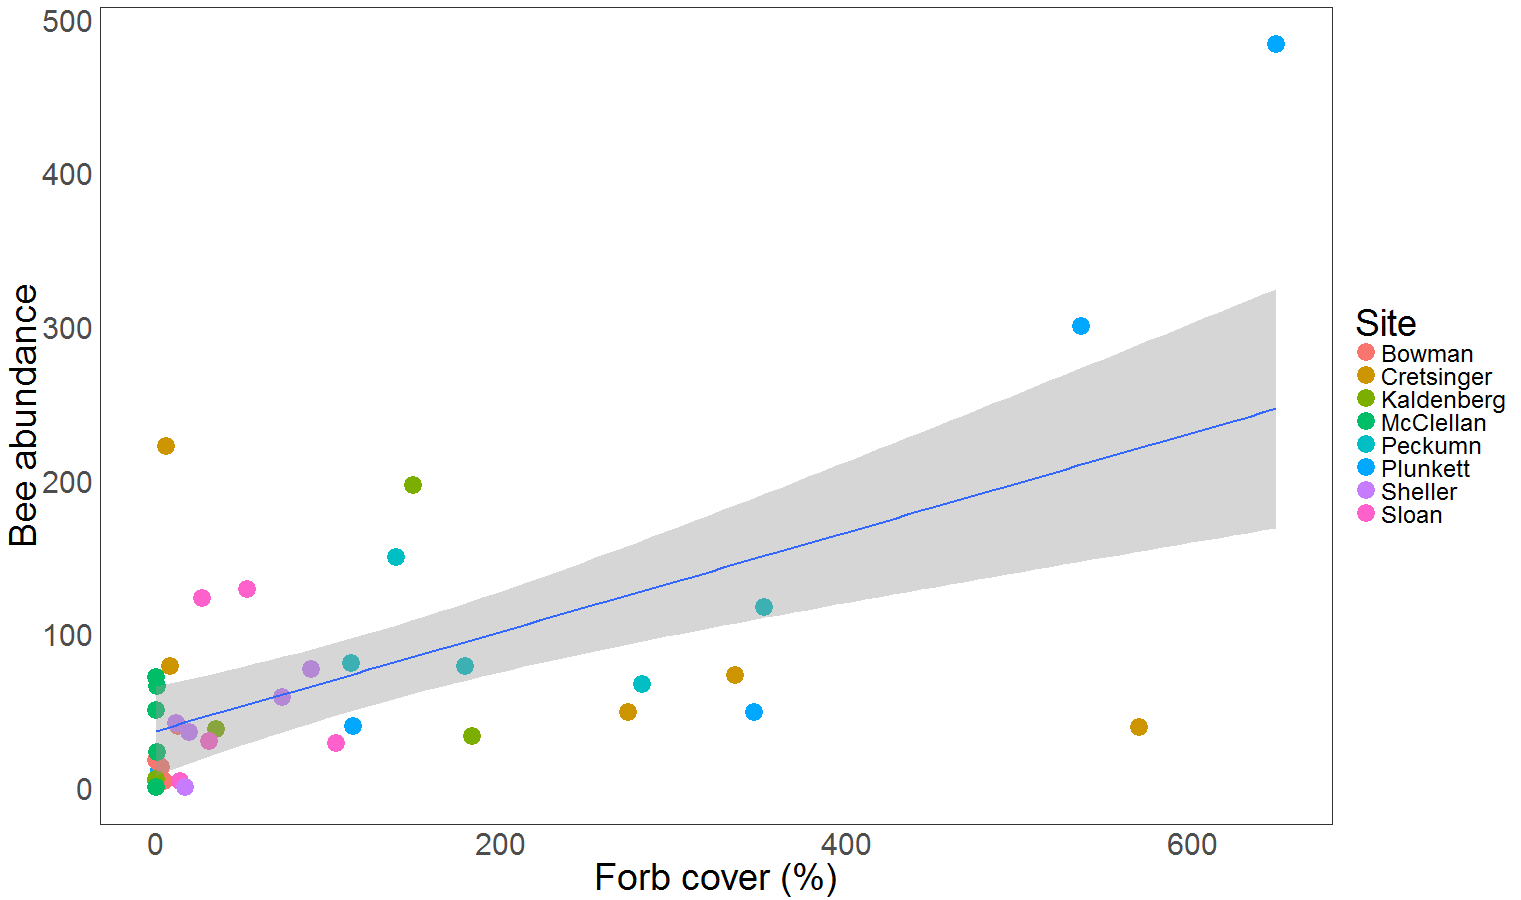 500
400
300
200
100
0
Bee abundance
0 200 400 600
Forb cover (%)
Site
Bowman
Cretsinger
Kaldenberg
McClellan
Peckumn
Plunkett
Sheller
Sloan